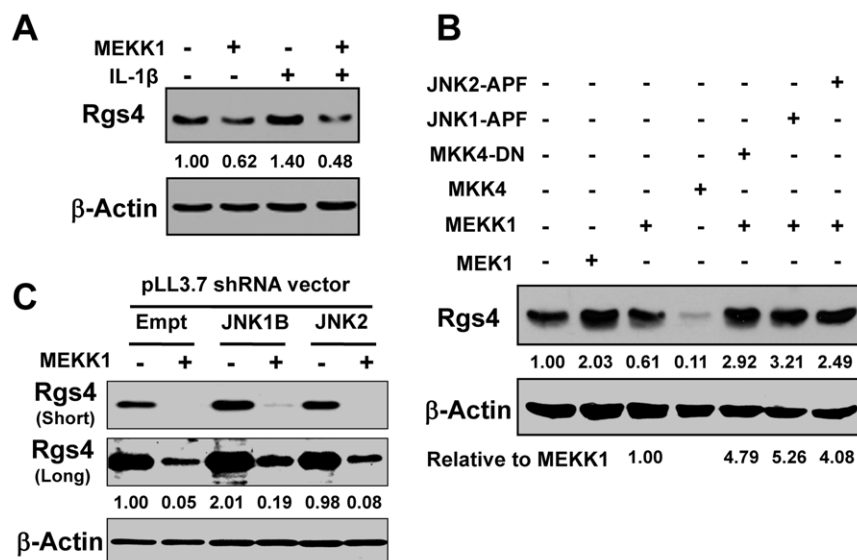 A
MEKK1 - + - +
IL-1β - - + +
Rgs4
1.00 0.62 1.40 0.48
β-Actin
B
JNK2-APF - - - - - - +
JNK1-APF - - - - - + -
MKK4-DN - - - - + - -
MKK4 - - - + - - -
MEKK1 - - + - + + +
MEK1 - + - - - - -
Rgs4
1.00 2.03 0.61 0.11 2.92 3.21 2.49
β-Actin
Relative to MEKK1 1.00 4.79 5.26 4.08
C
pLL3.7 shRNA vector
Empt JNK1B JNK2
MEKK1 - + - + - +
Rgs4
(Short)
Rgs4
(Long)
1.00 0.05 2.01 0.19 0.98 0.08
β-Actin